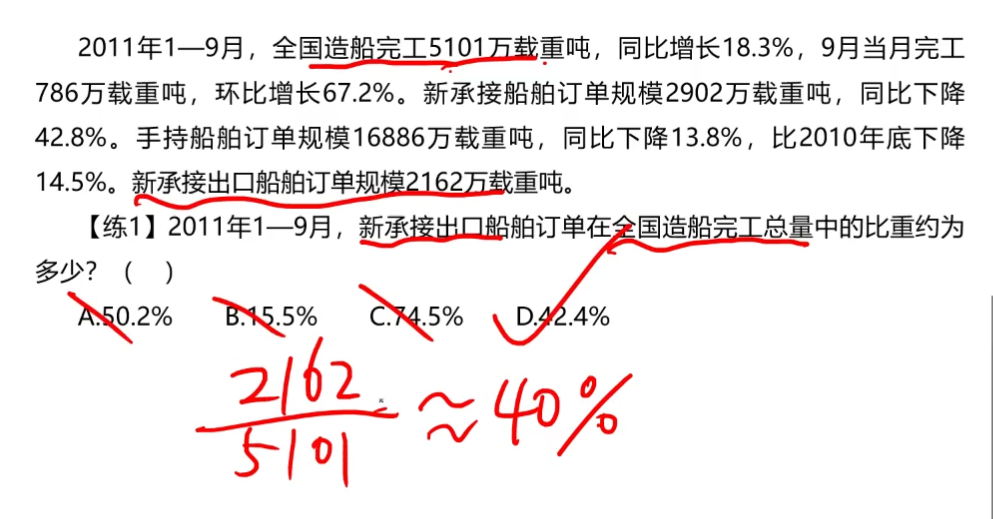 2011年1—9月，全国造船完工5101万载重吨，同比增长18.3%，9月当月完工
786万载重吨，环比增长67.2%。新承接船舶订单规模2902万载重吨，同比下降
42.8%。手持船舶订单规模16886万载重吨，同比下降13.8%，比2010年底下降
14.5%。新承接出口船舶订单规模2162万载重吨。
【练1】2011年1—9月，新承接出口船舶订单在全国造船完工总量中的比重约为
多少？（ ）
A.50.2% B.15.5% C.74.5% D.42.4%
2162
≈40%
5101